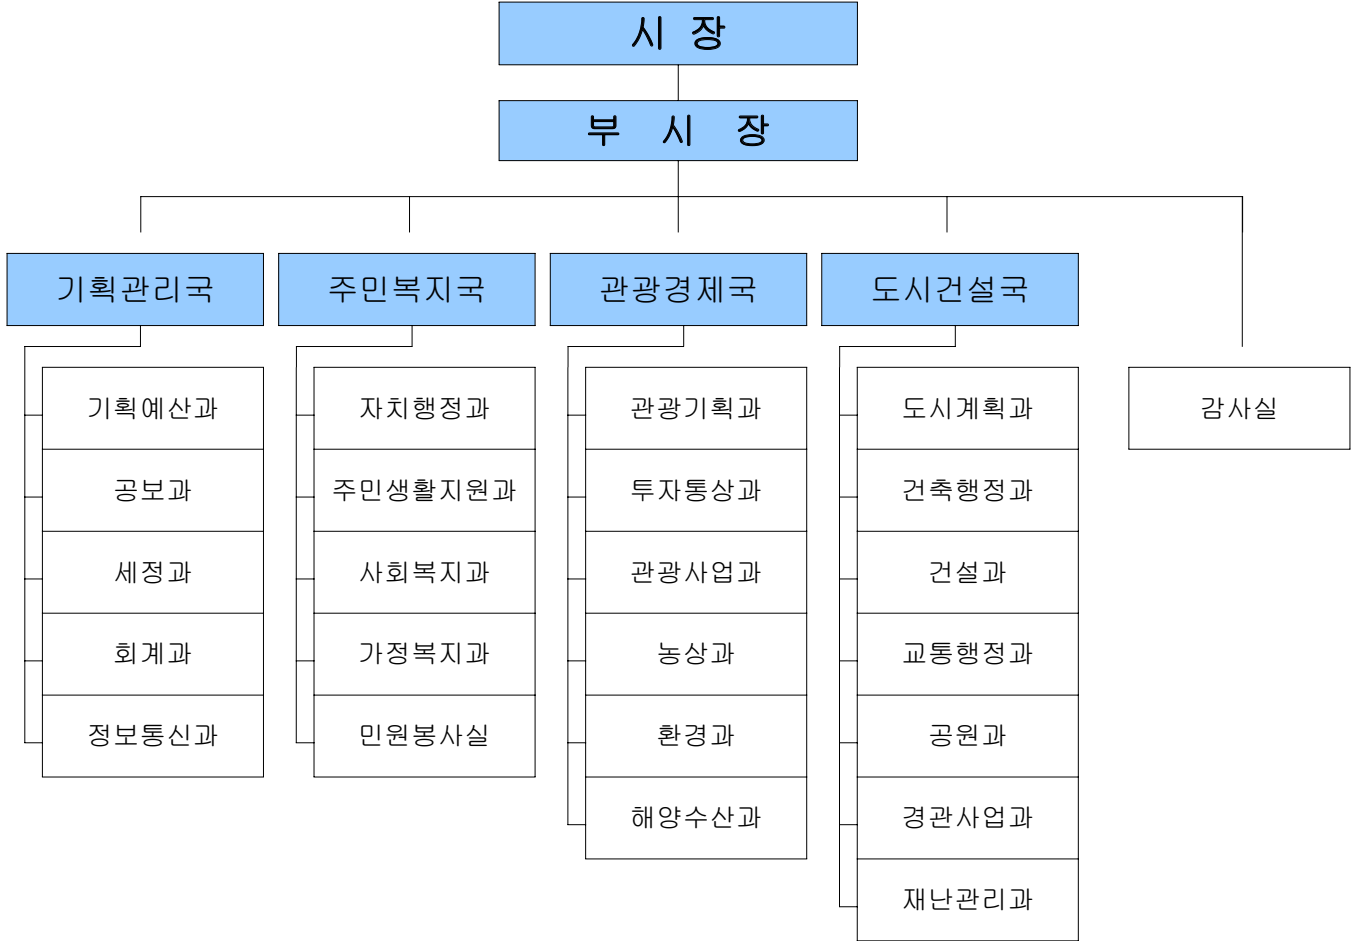 시 장
부 시 장
기획관리국
주민복지국
관광경제국
도시건설국
기획예산과
자치행정과
관광기획과
도시계획과
감사실
공보과
주민생활지원과
투자통상과
건축행정과
세정과
사회복지과
관광사업과
건설과
회계과
가정복지과
농상과
교통행정과
정보통신과
민원봉사실
환경과
공원과
해양수산과
경관사업과
재난관리과